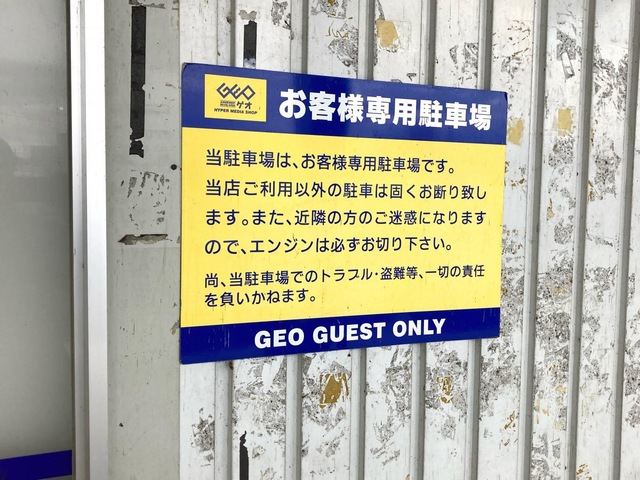 GEO
ゲオ
HYPER MEDIA SHOP
お客様専用駐車場
当駐車場は、お客様専用駐車場です。
当店ご利用以外の駐車は固くお断り致し
ます。また、近隣の方のご迷惑になります
ので、エンジンは必ずお切り下さい。
尚、当駐車場でのトラブル・盗難等、一切の責任
を負いかねます。
GEO GUEST ONLY